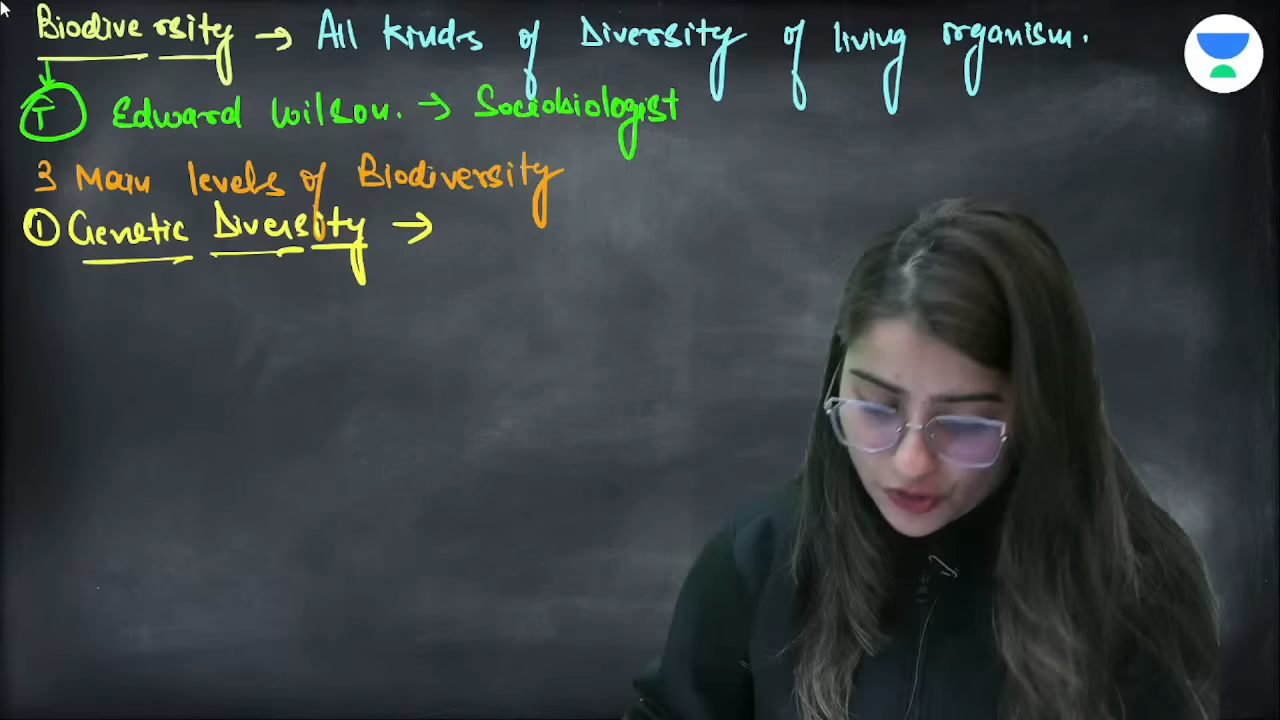 Biodiversity → All kinds of Diversity of living organism.
T Edward Wilson. → Sociobiologist
3 Main levels of Biodiversity
① Genetic Diversity →